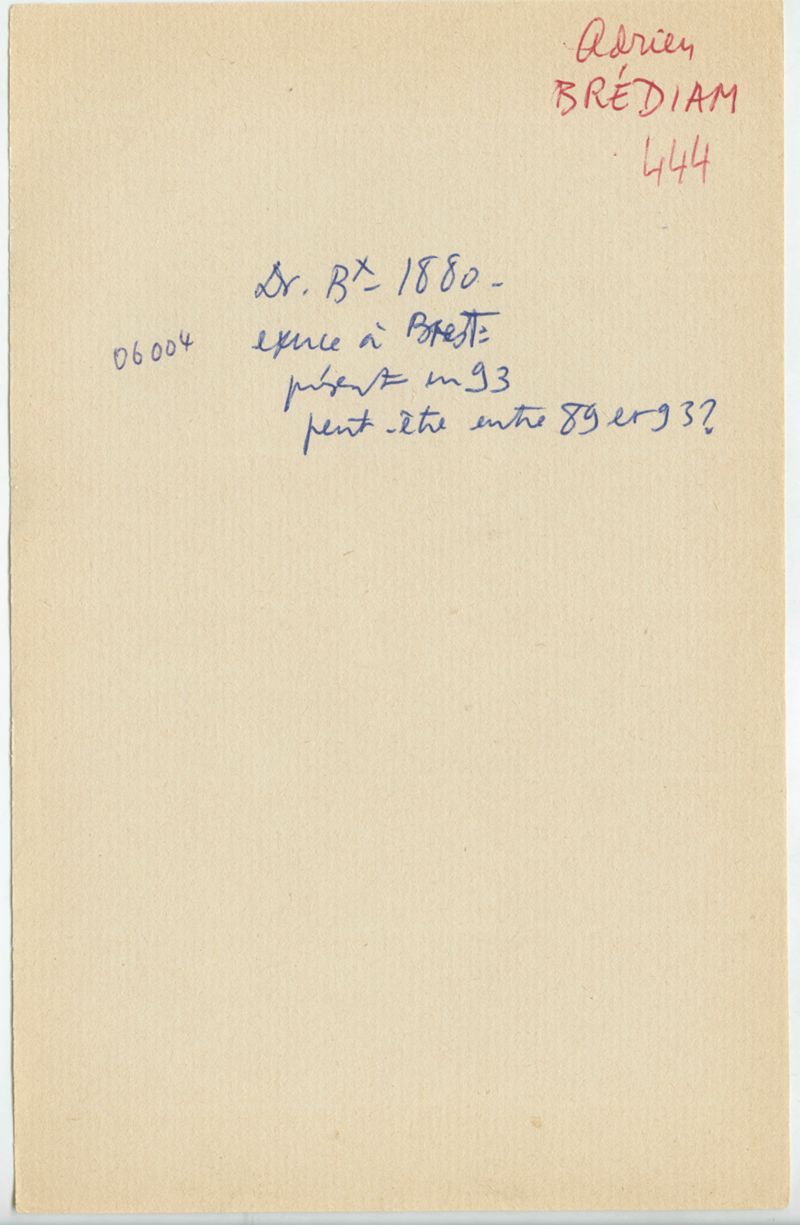 Adrien
BRÉDIAM
444
Dr. Bx - 1880 -
06004 exerce à Brest
présent en 93
peut-être entre 89 et 93?